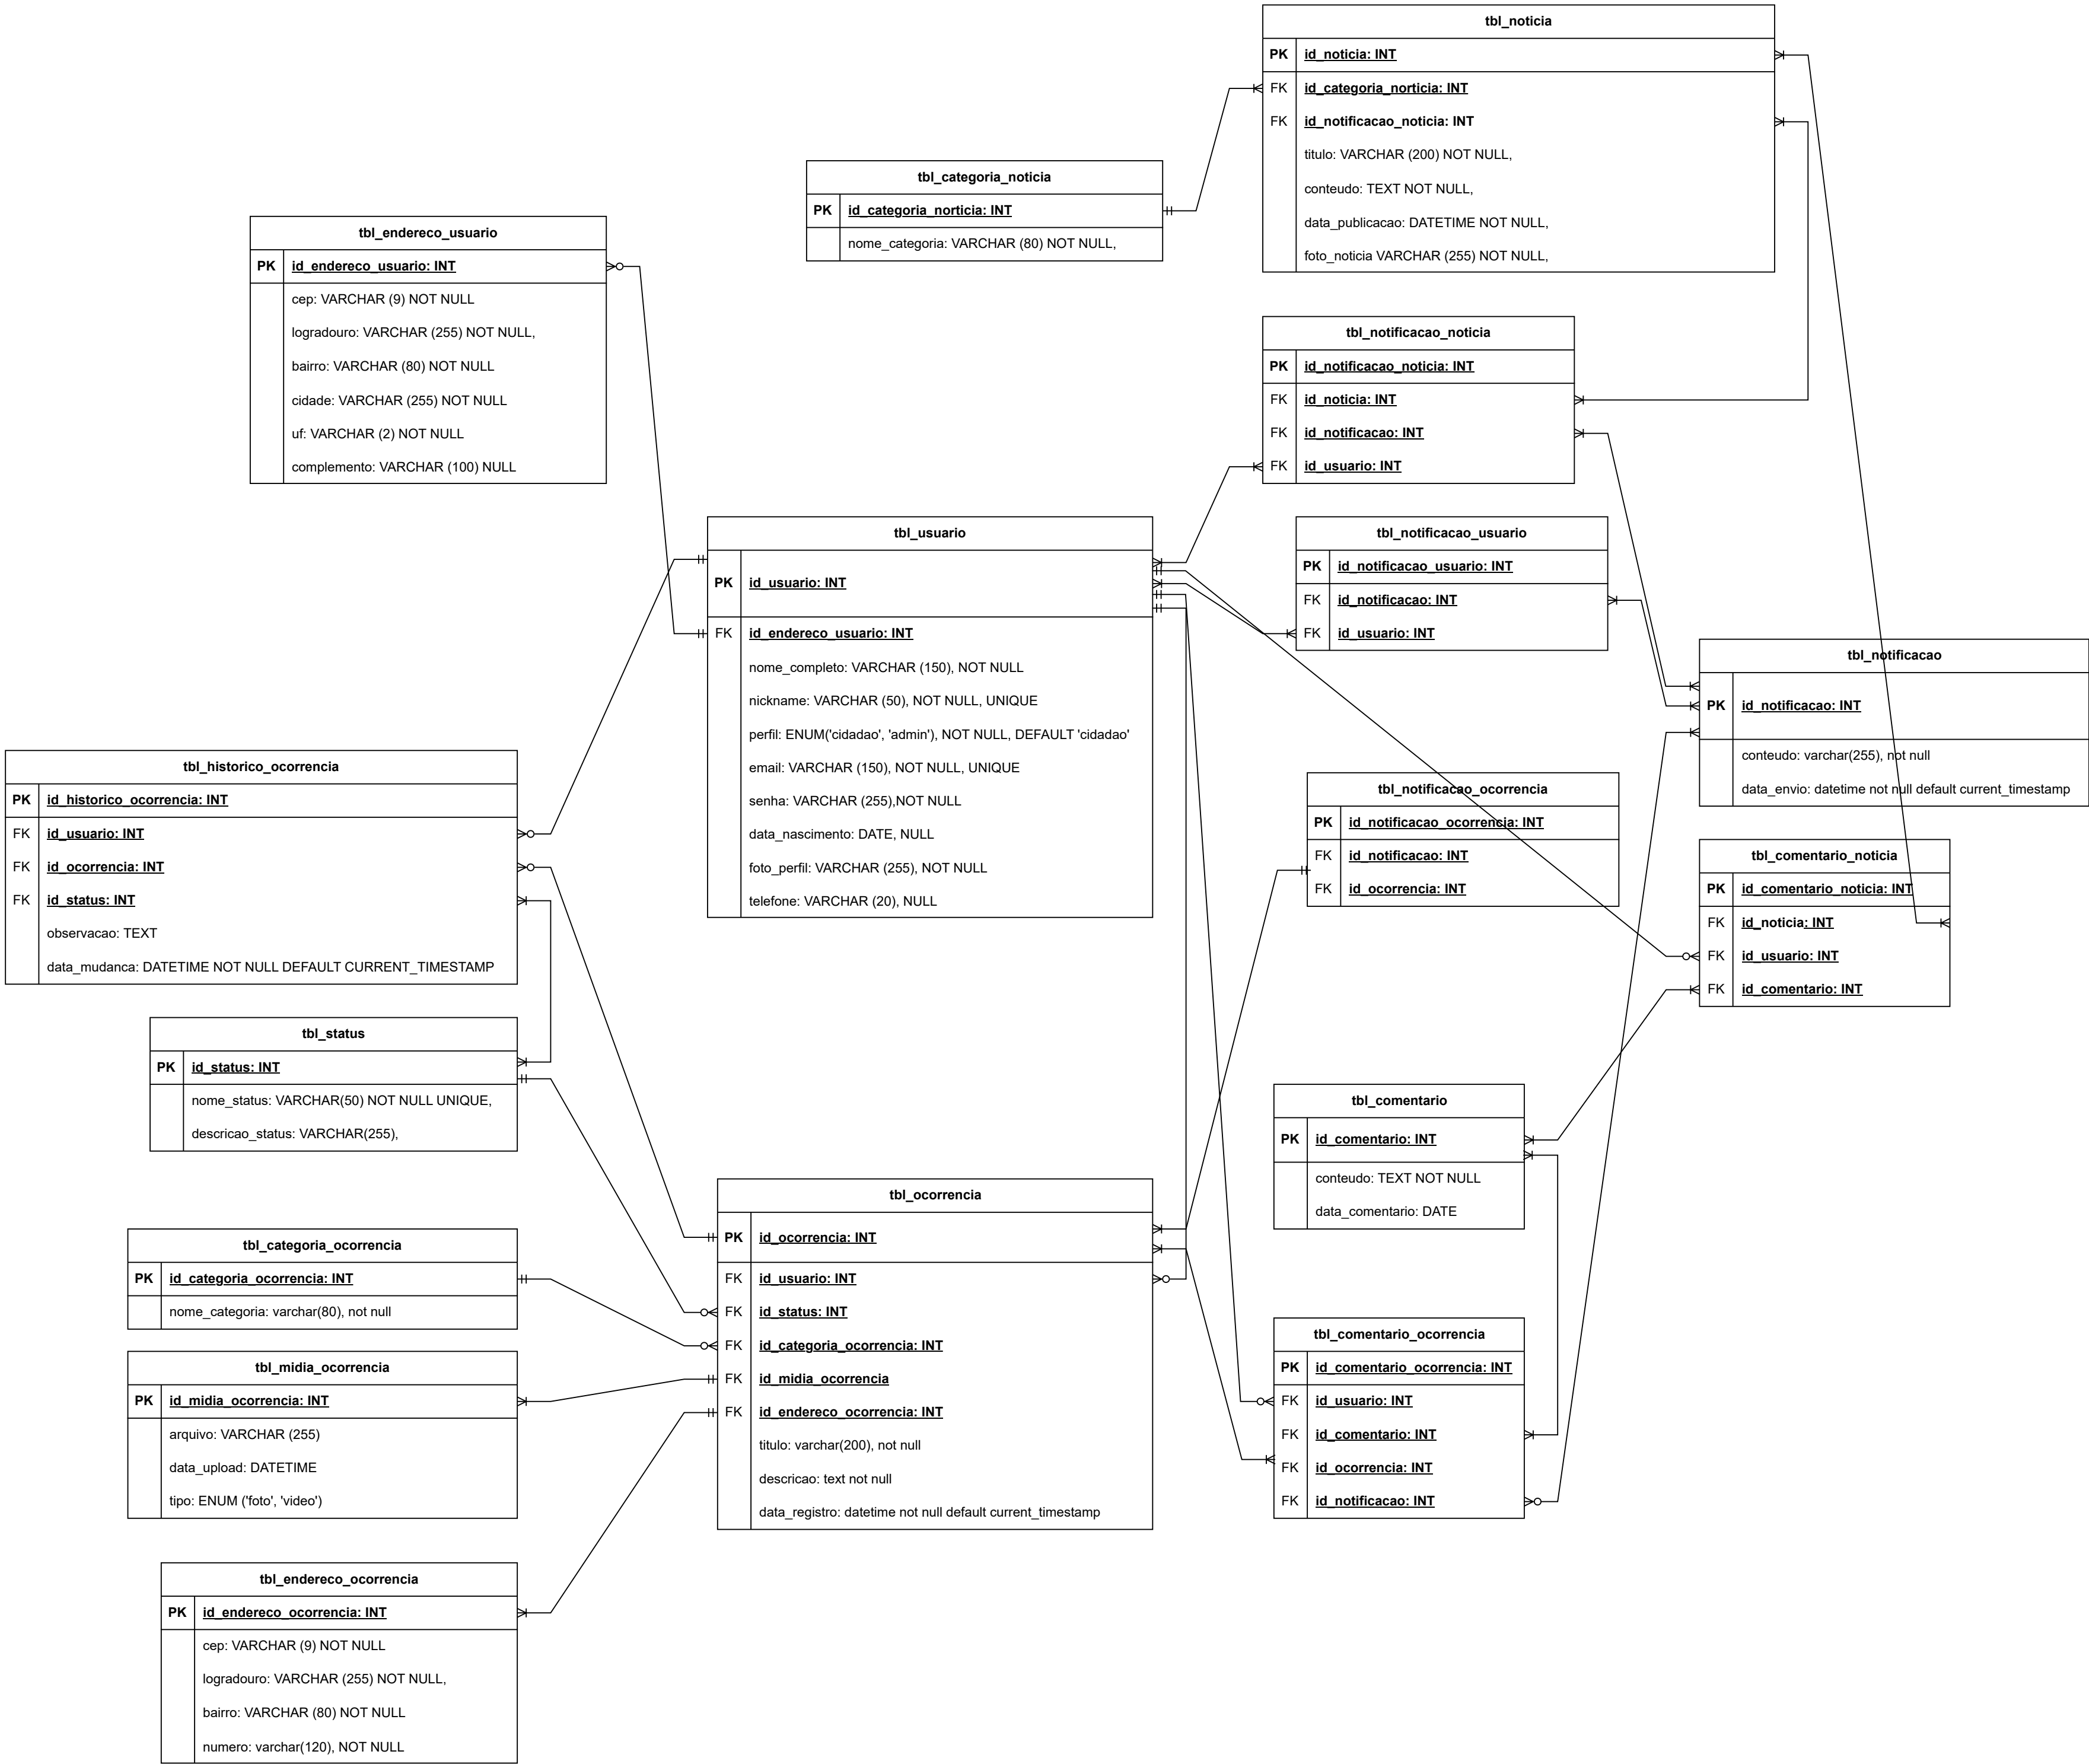 tbl_noticia
PK id_noticia: INT
FK id_categoria_norticia: INT
FK id_notificacao_noticia: INT
titulo: VARCHAR (200) NOT NULL,
conteudo: TEXT NOT NULL,
data_publicacao: DATETIME NOT NULL,
foto_noticia VARCHAR (255) NOT NULL,
tbl_categoria_noticia
PK id_categoria_norticia: INT
nome_categoria: VARCHAR (80) NOT NULL,
tbl_endereco_usuario
PK id_endereco_usuario: INT
cep: VARCHAR (9) NOT NULL
logradouro: VARCHAR (255) NOT NULL,
bairro: VARCHAR (80) NOT NULL
cidade: VARCHAR (255) NOT NULL
uf: VARCHAR (2) NOT NULL
complemento: VARCHAR (100) NULL
tbl_notificacao_noticia
PK id_notificacao_noticia: INT
FK id_noticia: INT
FK id_notificacao: INT
FK id_usuario: INT
tbl_usuario
PK id_usuario: INT
FK id_endereco_usuario: INT
nome_completo: VARCHAR (150), NOT NULL
nickname: VARCHAR (50), NOT NULL, UNIQUE
perfil: ENUM('cidadao', 'admin'), NOT NULL, DEFAULT 'cidadao'
email: VARCHAR (150), NOT NULL, UNIQUE
senha: VARCHAR (255),NOT NULL
data_nascimento: DATE, NULL
foto_perfil: VARCHAR (255), NOT NULL
telefone: VARCHAR (20), NULL
tbl_notificacao_usuario
PK id_notificacao_usuario: INT
FK id_notificacao: INT
FK id_usuario: INT
tbl_notificacao
PK id_notificacao: INT
conteudo: varchar(255), not null
data_envio: datetime not null default current_timestamp
tbl_historico_ocorrencia
PK id_historico_ocorrencia: INT
FK id_usuario: INT
FK id_ocorrencia: INT
FK id_status: INT
observacao: TEXT
data_mudanca: DATETIME NOT NULL DEFAULT CURRENT_TIMESTAMP
tbl_notificacao_ocorrencia
PK id_notificacao_ocorrencia: INT
FK id_notificacao: INT
FK id_ocorrencia: INT
tbl_comentario_noticia
PK id_comentario_noticia: INT
FK id_noticia: INT
FK id_usuario: INT
FK id_comentario: INT
tbl_status
PK id_status: INT
nome_status: VARCHAR(50) NOT NULL UNIQUE,
descricao_status: VARCHAR(255),
tbl_comentario
PK id_comentario: INT
conteudo: TEXT NOT NULL
data_comentario: DATE
tbl_ocorrencia
PK id_ocorrencia: INT
FK id_usuario: INT
FK id_status: INT
FK id_categoria_ocorrencia: INT
FK id_midia_ocorrencia
FK id_endereco_ocorrencia: INT
titulo: varchar(200), not null
descricao: text not null
data_registro: datetime not null default current_timestamp
tbl_categoria_ocorrencia
PK id_categoria_ocorrencia: INT
nome_categoria: varchar(80), not null
tbl_comentario_ocorrencia
PK id_comentario_ocorrencia: INT
FK id_usuario: INT
FK id_comentario: INT
FK id_ocorrencia: INT
FK id_notificacao: INT
tbl_midia_ocorrencia
PK id_midia_ocorrencia: INT
arquivo: VARCHAR (255)
data_upload: DATETIME
tipo: ENUM ('foto', 'video')
tbl_endereco_ocorrencia
PK id_endereco_ocorrencia: INT
cep: VARCHAR (9) NOT NULL
logradouro: VARCHAR (255) NOT NULL,
bairro: VARCHAR (80) NOT NULL
numero: varchar(120), NOT NULL